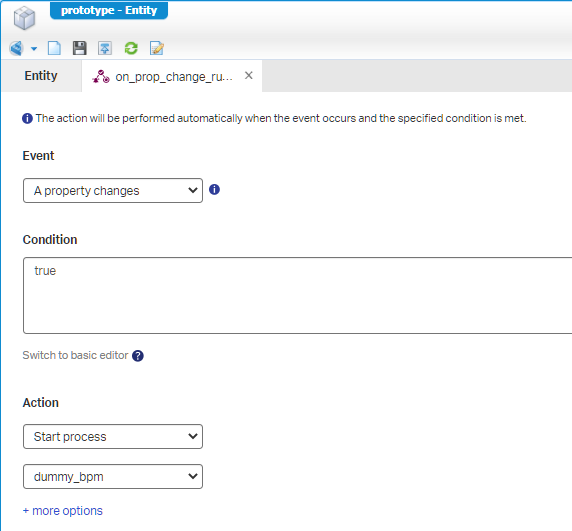 prototype - Entity
Entity
on_prop_change_ru...
The action will be performed automatically when the event occurs and the specified condition is met.
Event
A property changes
Condition
true
Switch to basic editor
Action
Start process
dummy_bpm
+ more options